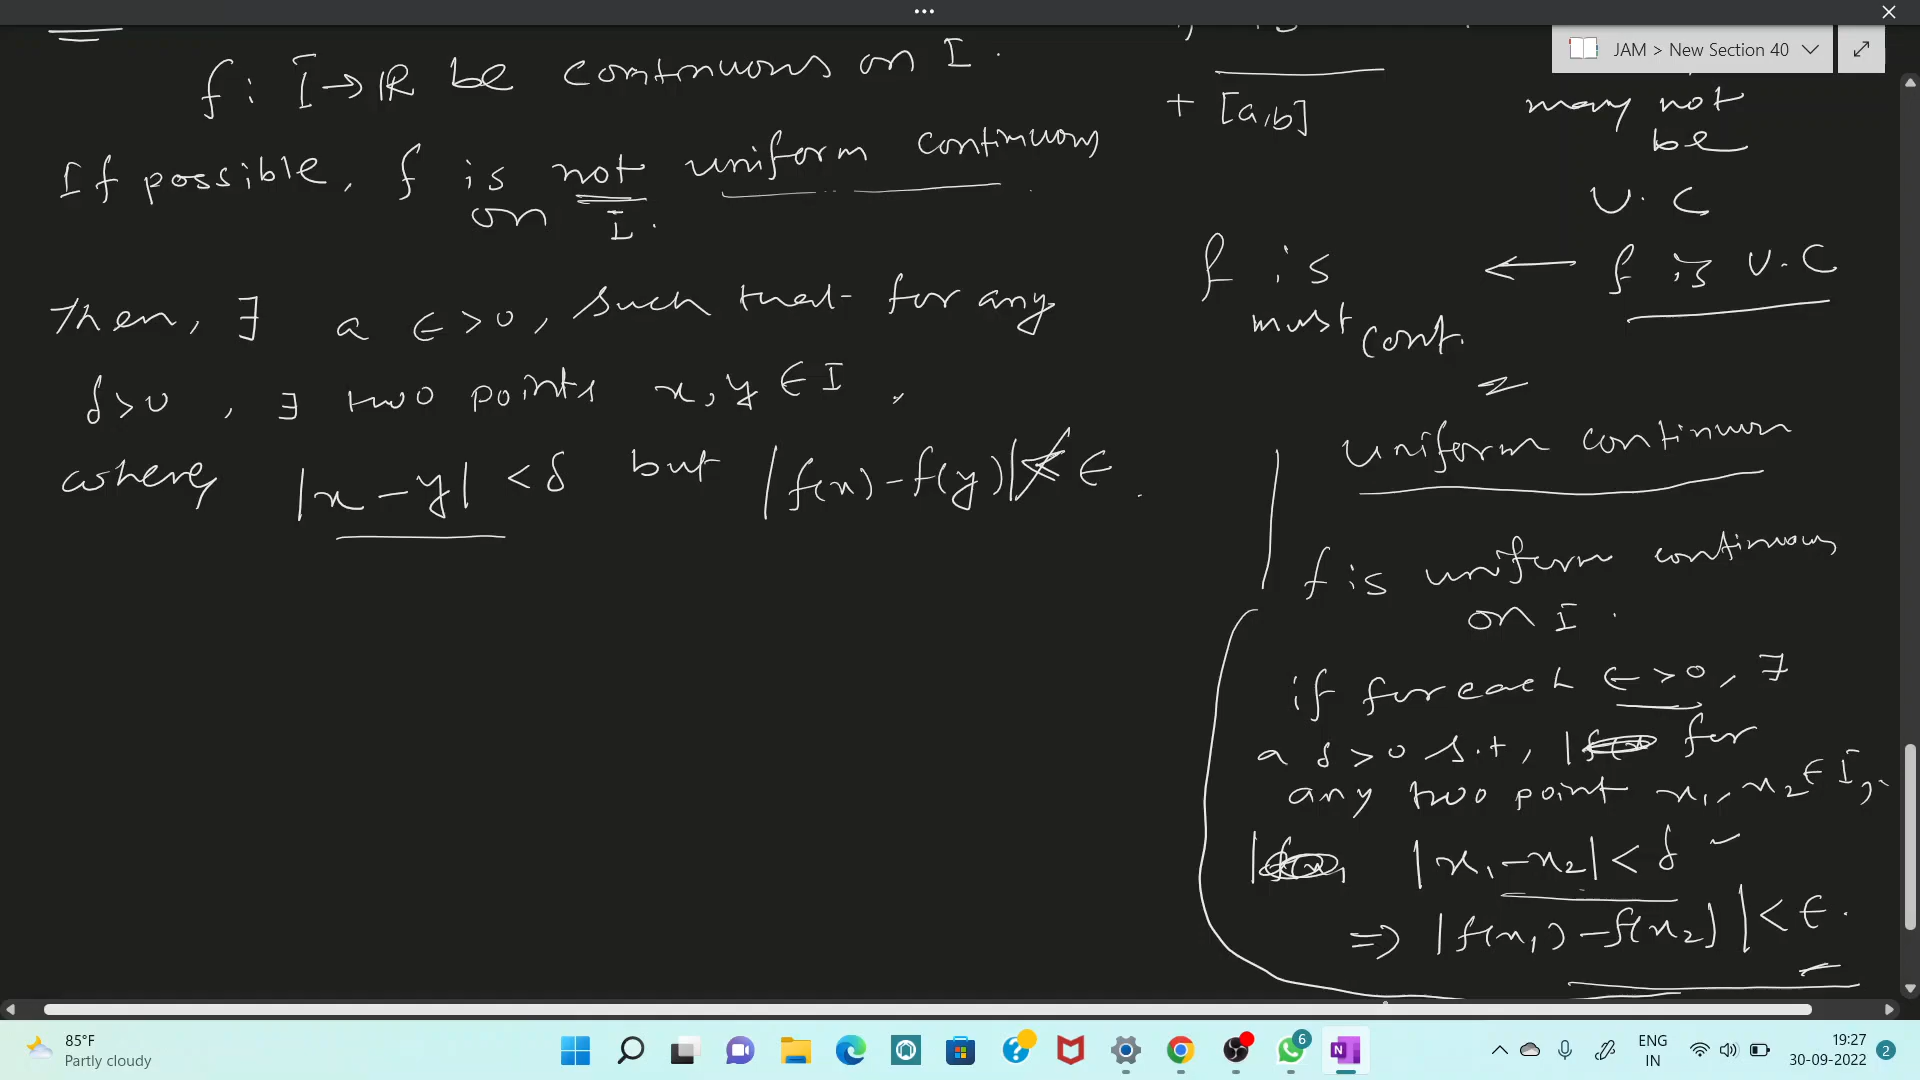 JAM > New Section 40
f: I → ℝ be continuous on I.
If possible, f is not uniform continuous
on I.
Then, ∃ a ϵ > 0, such that for any
δ > 0, ∃ two points x, y ∈ I,
where, |x - y| < δ but |f(x) - f(y)| ≮ ϵ.
+ [a,b]
may not
be
U.C
f is ← f is U.C
must cont.
uniform continuous
f is uniform continuous
on I.
if for each ϵ > 0, ∃
a δ > 0 s.t, for
any two point x₁, x₂ ∈ I,
|x₁ - x₂| < δ
⇒ |f(x₁) - f(x₂)| < ϵ.
85°F
Partly cloudy
6
ENG
IN
19:27
30-09-2022
2